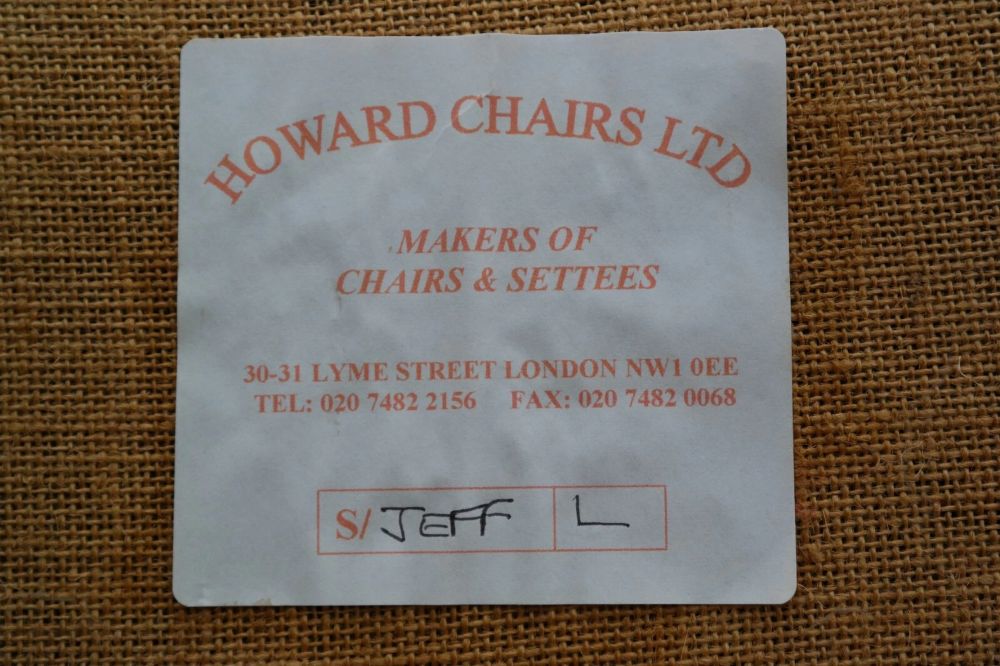 HOWARD CHAIRS LTD
MAKERS OF
CHAIRS & SETTEES
30-31 LYME STREET LONDON NW1 0EE
TEL: 020 7482 2156 FAX: 020 7482 0068
S/ JEFF L